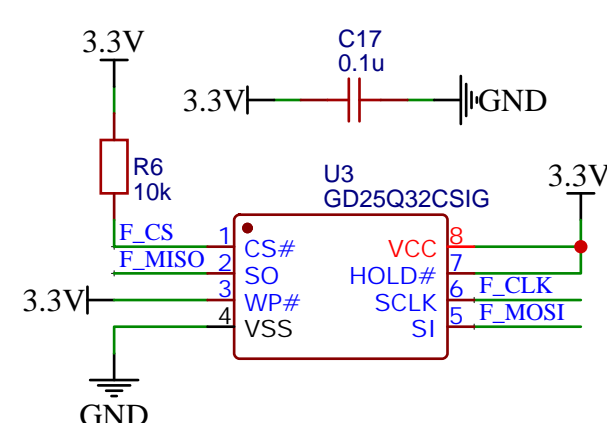 3.3V
C17
0.1u
3.3V
GND
R6
10k
U3
GD25Q32CSIG
3.3V
F_CS
1
CS#
VCC
8
F_MISO
2
SO
HOLD#
7
3.3V
3
WP#
SCLK
6
F_CLK
4
VSS
SI
5
F_MOSI
GND